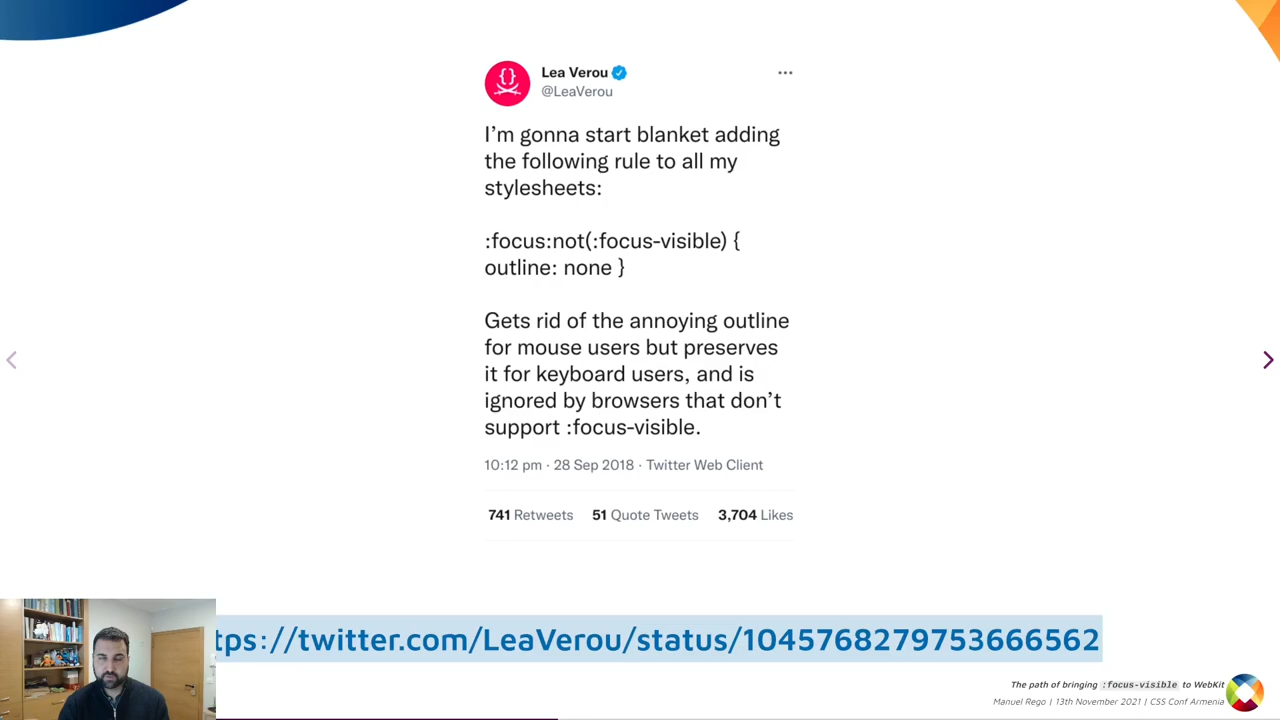 Lea Verou
@LeaVerou
I’m gonna start blanket adding
the following rule to all my
stylesheets:
:focus:not(:focus-visible) {
outline: none }
Gets rid of the annoying outline
for mouse users but preserves
it for keyboard users, and is
ignored by browsers that don’t
support :focus-visible.
10:12 pm · 28 Sep 2018 · Twitter Web Client
741 Retweets 51 Quote Tweets 3,704 Likes
tps://twitter.com/LeaVerou/status/1045768279753666562
The path of bringing :focus-visible to WebKit
Manuel Rego | 13th November 2021 | CSS Conf Armenia